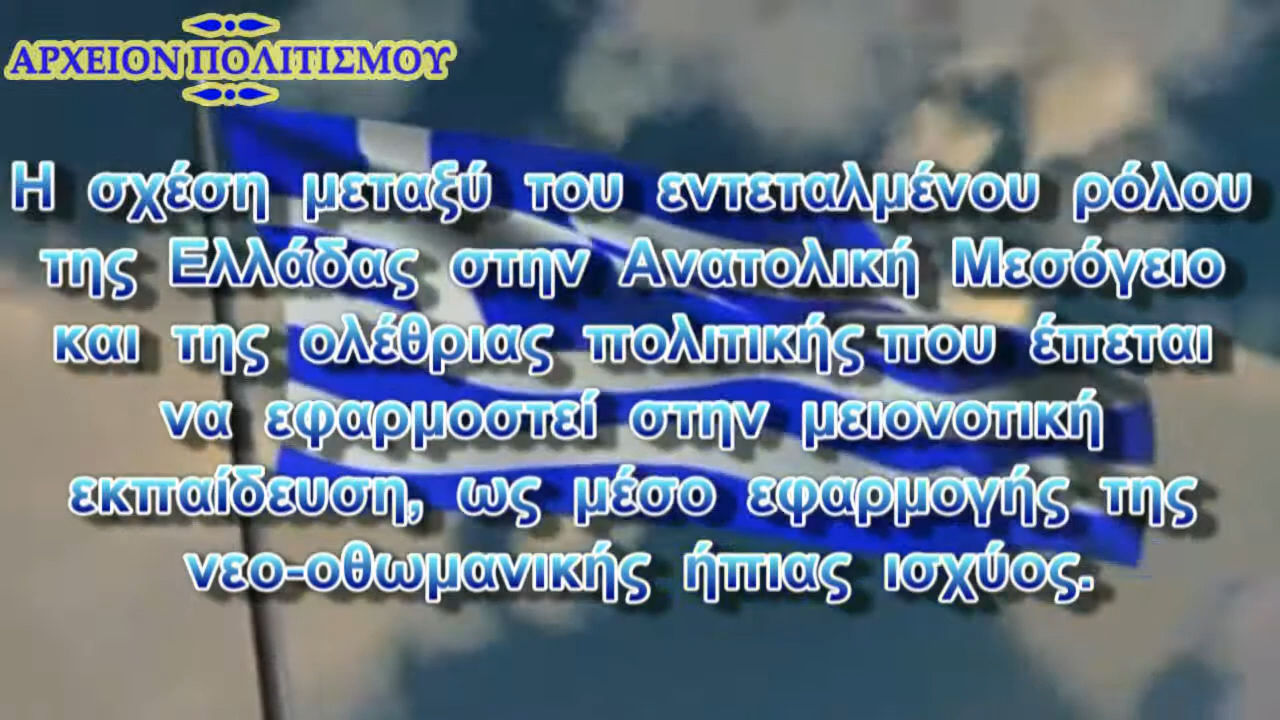 ΑΡΧΕΙΟΝ ΠΟΛΙΤΙΣΜΟΥ
Η σχέση μεταξύ του εντεταλμένου ρόλου
της Ελλάδας στην Ανατολική Μεσόγειο
και της ολέθριας πολιτικής που έπεται
να εφαρμοστεί στην μειονοτική
εκπαίδευση, ως μέσο εφαρμογής της
νεο-οθωμανικής ήπιας ισχύος.